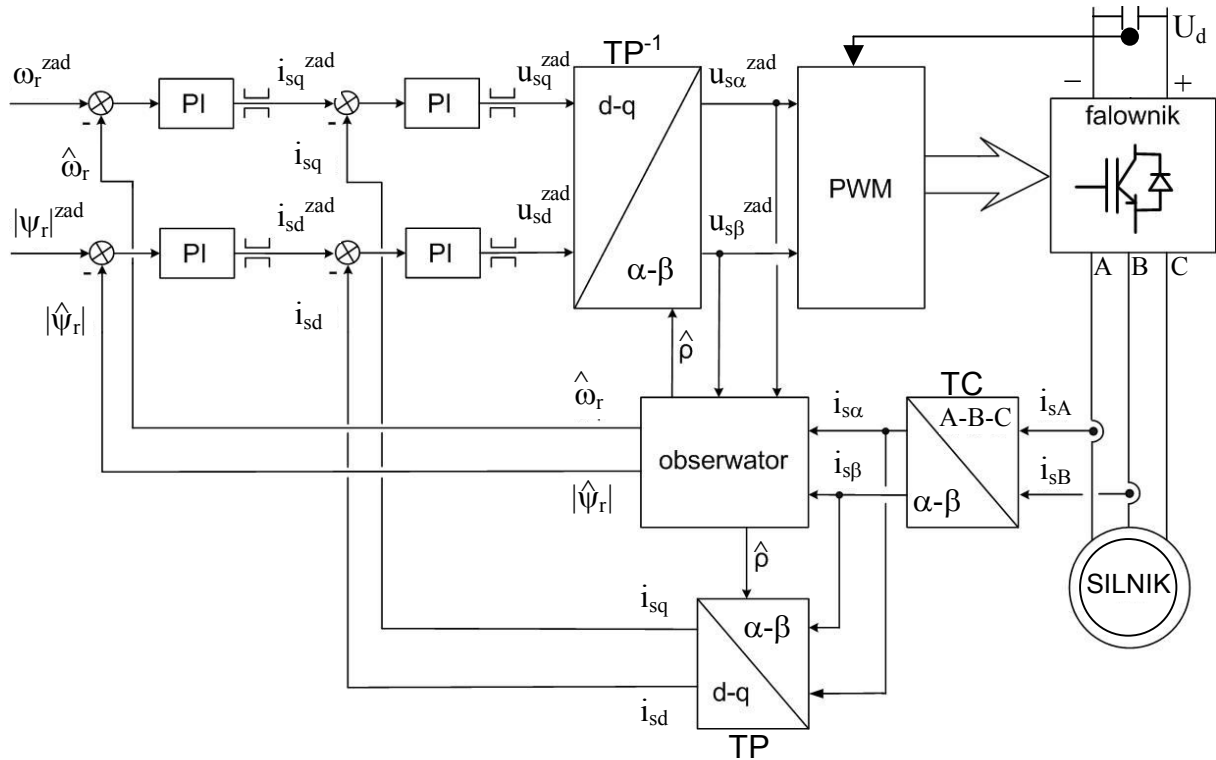 U_d
− +
TP⁻¹
ω_r^zad i_sq^zad u_sq^zad u_sα^zad
PI PI d-q
- -
falownik
ω̂_r i_sq
PWM
|ψ_r|^zad i_sd^zad u_sd^zad u_sβ^zad
PI PI
- -
α-β
A B C
|ψ̂_r| i_sd
ρ̂
TC
ω̂_r i_sα A-B-C i_sA
obserwator
i_sβ i_sB
|ψ̂_r| α-β
ρ̂
SILNIK
i_sq α-β
i_sd d-q
TP